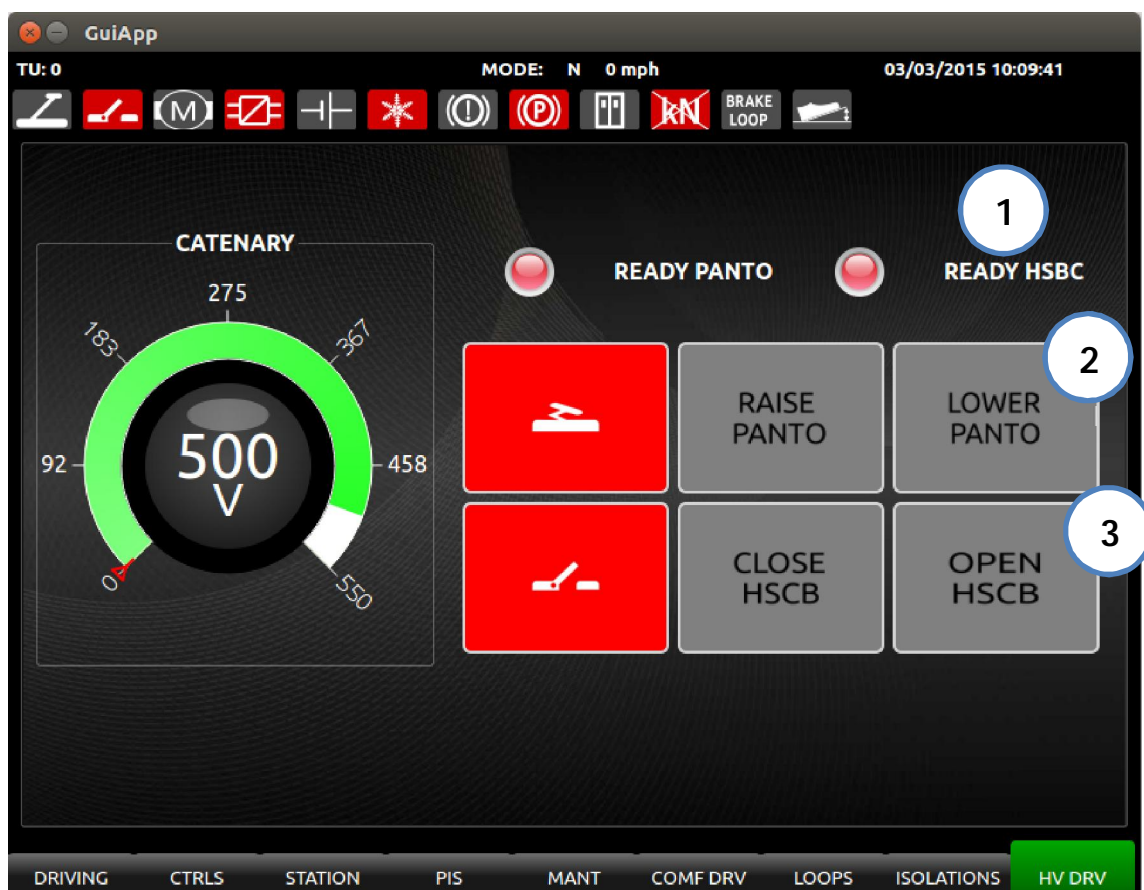 GuiApp
TU: 0 MODE: N 0 mph 03/03/2015 10:09:41
M P kN BRAKE LOOP
1
CATENARY
READY PANTO READY HSBC
275
183 367
2
RAISE PANTO
LOWER PANTO
500
V
92 458
3
CLOSE HSCB
OPEN HSCB
0 550
DRIVING CTRLS STATION PIS MANT COMF DRV LOOPS ISOLATIONS HV DRV